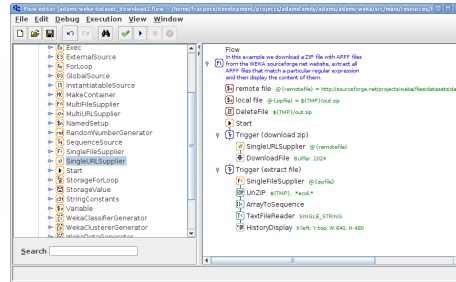 Flow editor [adams-weka-dataset_download2.flow -- /home/fracpete/development/projects/adams/family/adams/adams-weka/src/main/resources/f
File Edit Debug Execution View Window
Exec
ExternalSource
ForLoop
GlobalSource
InstantiatableSource
MakeContainer
MultiFileSupplier
MultiURLSupplier
NamedSetup
RandomNumberGenerator
SequenceSource
SingleFileSupplier
SingleURLSupplier
Start
StorageForLoop
StorageValue
StringConstants
Variable
WekaClassifierGenerator
WekaClustererGenerator
WekaDataGenerator
Search
Flow
In this example we download a ZIP file with ARFF files
from the WEKA sourceforge.net website, extract all
ARFF files that match a particular regular expression
and then display the content of them.
remote file @{remotefile} = http://sourceforge.net/projects/weka/files/datasets/da
local file @{zipfile} = ${TMP}/out.zip
DeleteFile ${TMP}/out.zip
Start
Trigger (download zip)
SingleURLSupplier @{remotefile}
DownloadFile Buffer: 1024
Trigger (extract file)
SingleFileSupplier @{zipfile}
UnZIP ${TMP}, .*ecoli.*
ArrayToSequence
TextFileReader SINGLE_STRING
HistoryDisplay X:left, Y:top, W:640, H:480